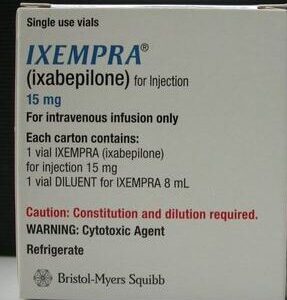 Single use vials
IXEMPRA®
(ixabepilone) for Injection
15 mg
For intravenous infusion only
Each carton contains:
1 vial IXEMPRA (ixabepilone)
for injection 15 mg
1 vial DILUENT for IXEMPRA 8 mL
Caution: Constitution and dilution required.
WARNING: Cytotoxic Agent
Refrigerate
Bristol-Myers Squibb